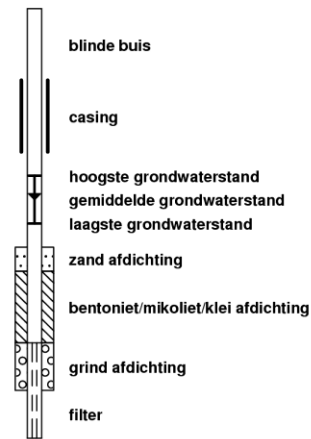 blinde buis
casing
hoogste grondwaterstand
gemiddelde grondwaterstand
laagste grondwaterstand
zand afdichting
bentoniet/mikoliet/klei afdichting
grind afdichting
filter